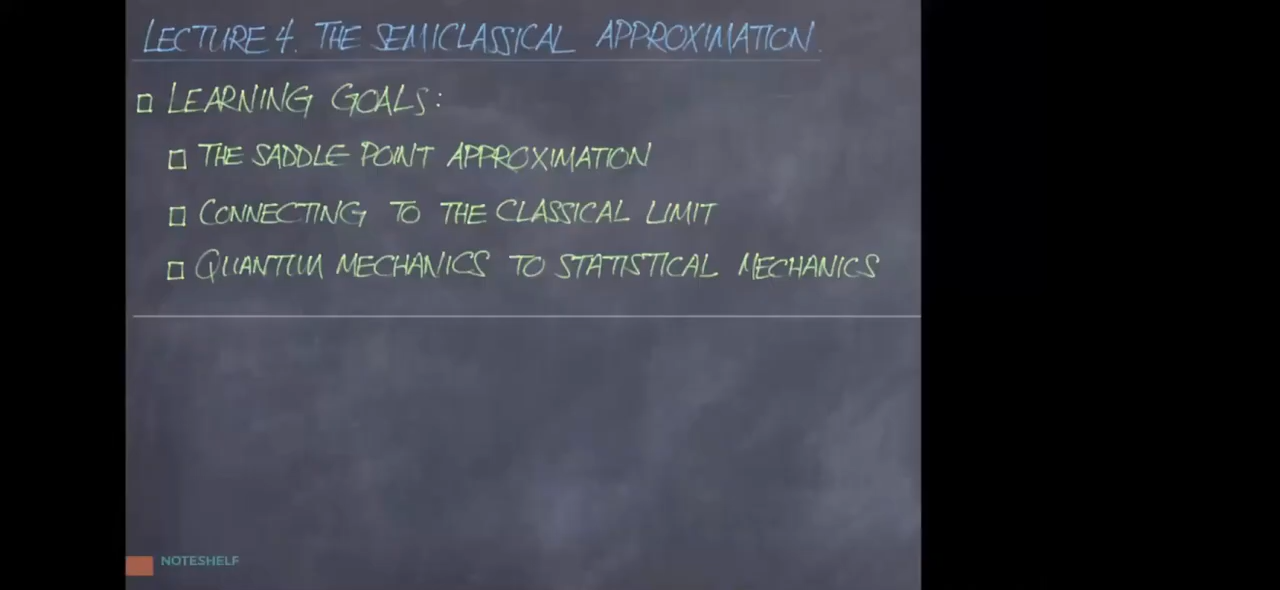 LECTURE 4. THE SEMICLASSICAL APPROXIMATION.
LEARNING GOALS:
THE SADDLE POINT APPROXIMATION
CONNECTING TO THE CLASSICAL LIMIT
QUANTUM MECHANICS TO STATISTICAL MECHANICS
NOTESHELF